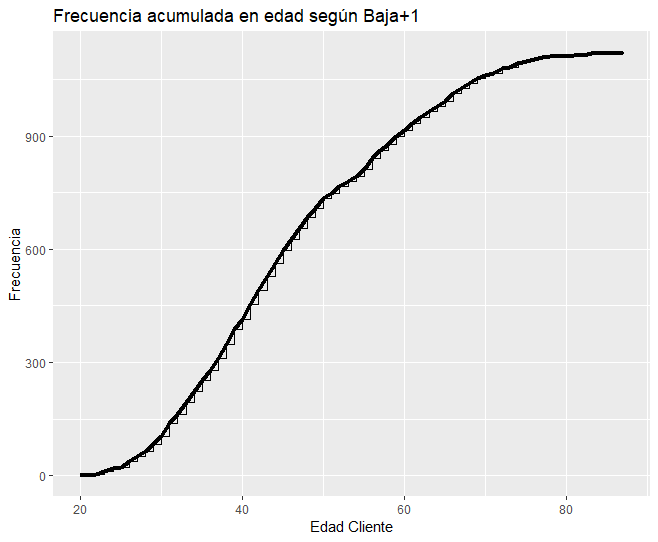 Frecuencia acumulada en edad según Baja+1
Frecuencia
900
600
300
0
20 40 60 80
Edad Cliente